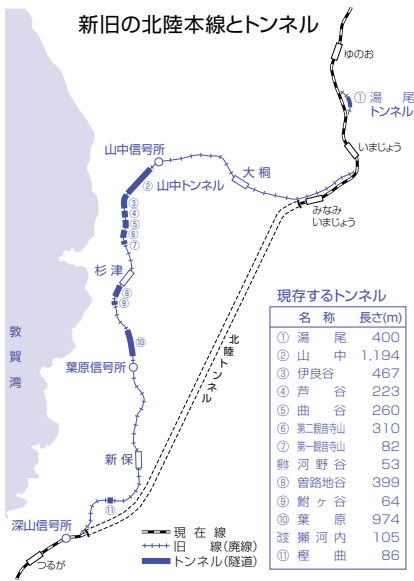 新旧の北陸本線とトンネル
ゆのお
① 湯尾
トンネル
いまじょう
山中信号所
大桐
② 山中トンネル
みなみ
いまじょう
③
④
⑤
⑥
⑦
杉津
⑧
⑨
敦賀湾
北陸トンネル
⑩
葉原信号所
新保
⑪
深山信号所
つるが
現在線
旧線(廃線)
トンネル(隧道)
現存するトンネル
名称 長さ(m)
① 湯尾 400
② 山中 1,194
③ 伊良谷 467
④ 芦谷 223
⑤ 曲谷 260
⑥ 第二観音寺山 310
⑦ 第一観音寺山 82
河野谷 53
⑧ 曽路地谷 399
⑨ 鮒ヶ谷 64
⑩ 葉原 974
獺河内 105
⑪ 樫曲 86